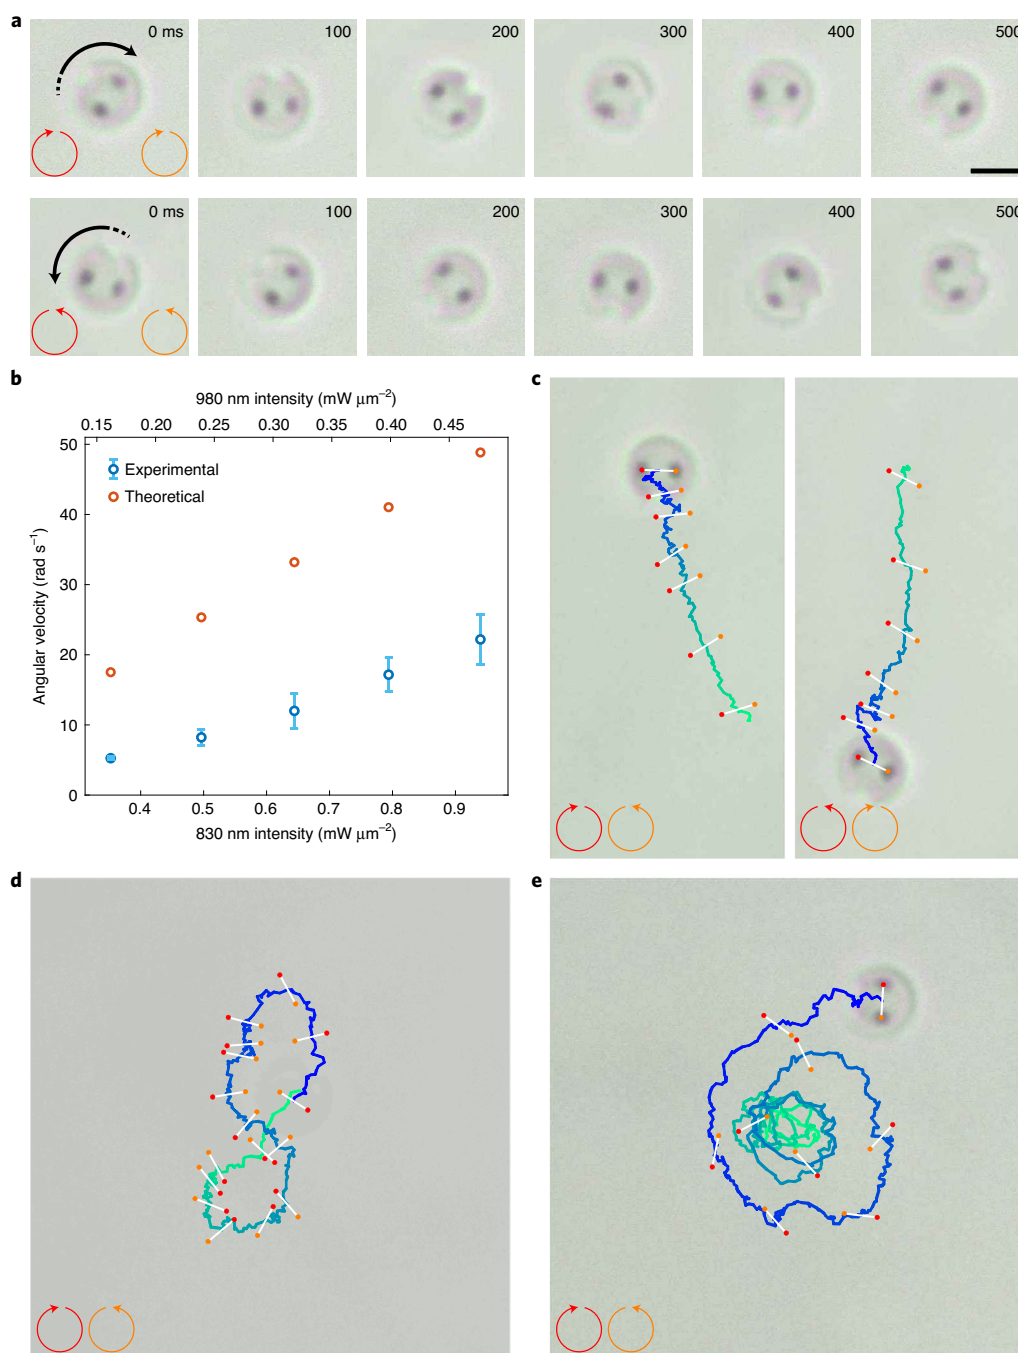 a
0 ms 100 200 300 400 500
0 ms 100 200 300 400 500
b
980 nm intensity (mW μm⁻²)
0.15 0.20 0.25 0.30 0.35 0.40 0.45
50
40
30
20
10
0
Angular velocity (rad s⁻¹)
Experimental
Theoretical
0.4 0.5 0.6 0.7 0.8 0.9
830 nm intensity (mW μm⁻²)
c
d
e